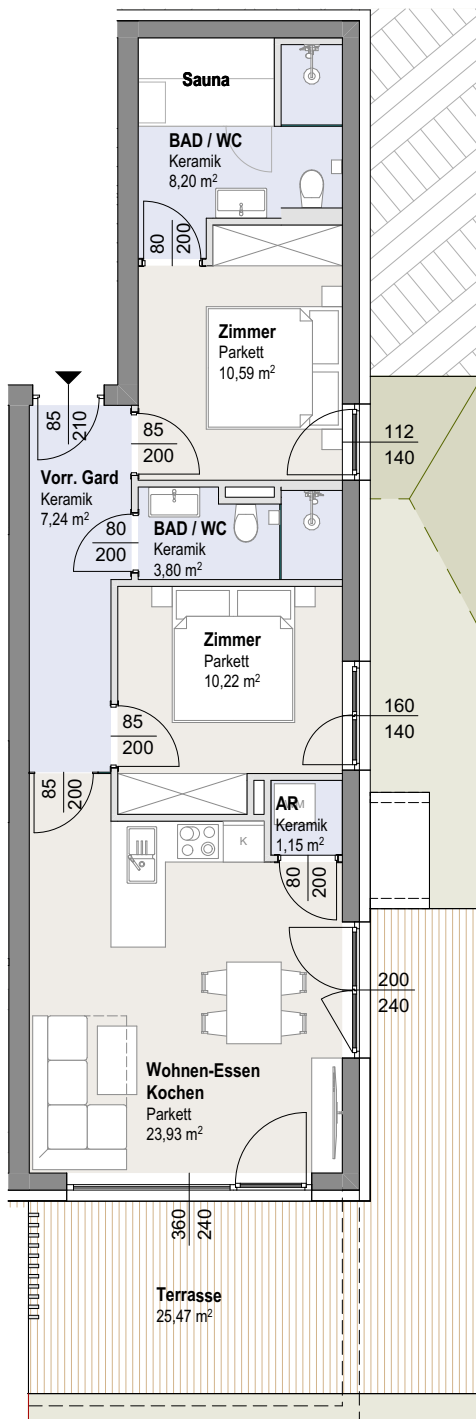 Sauna
BAD / WC
Keramik
8,20 m²
80
200
Zimmer
Parkett
10,59 m²
85
210
85
200
112
140
Vorr. Gard
Keramik
7,24 m²
80
200
BAD / WC
Keramik
3,80 m²
Zimmer
Parkett
10,22 m²
160
140
85
200
85
200
AR
Keramik
1,15 m²
K
80
200
200
240
Wohnen-Essen
Kochen
Parkett
23,93 m²
360
240
Terrasse
25,47 m²